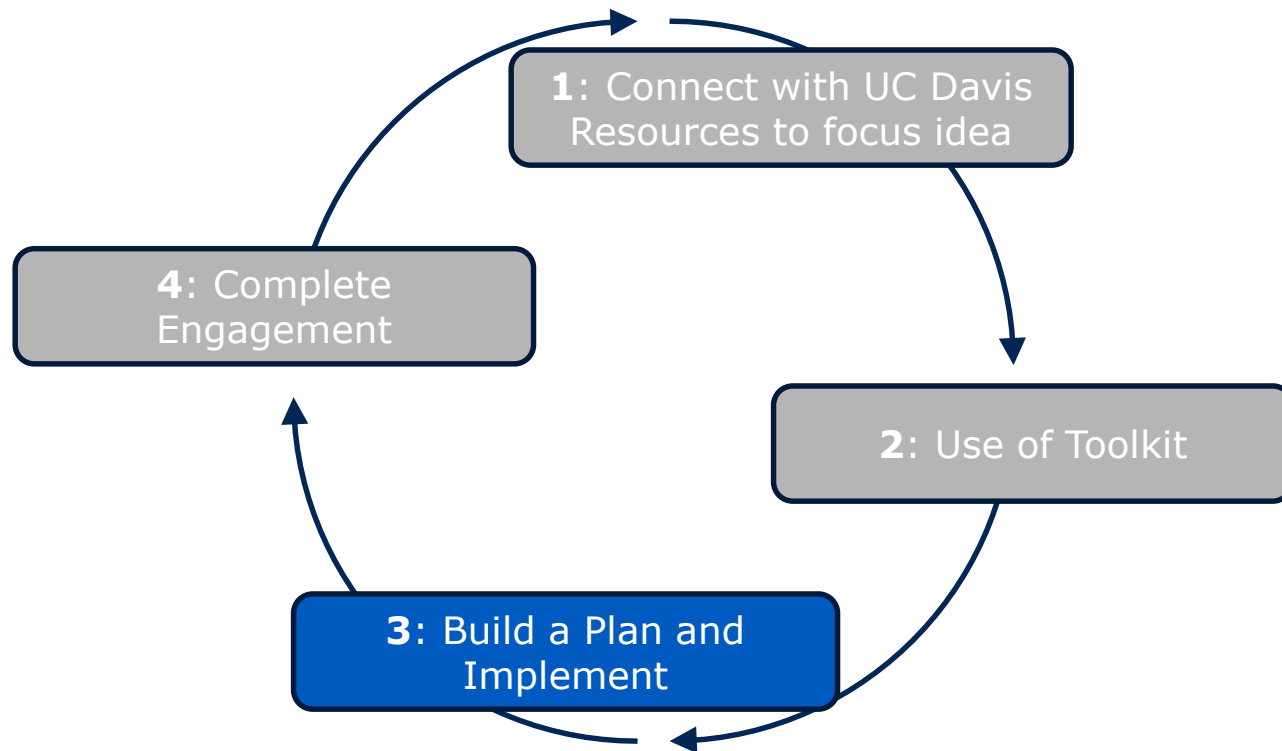 1: Connect with UC Davis
Resources to focus idea
4: Complete
Engagement
2: Use of Toolkit
3: Build a Plan and
Implement